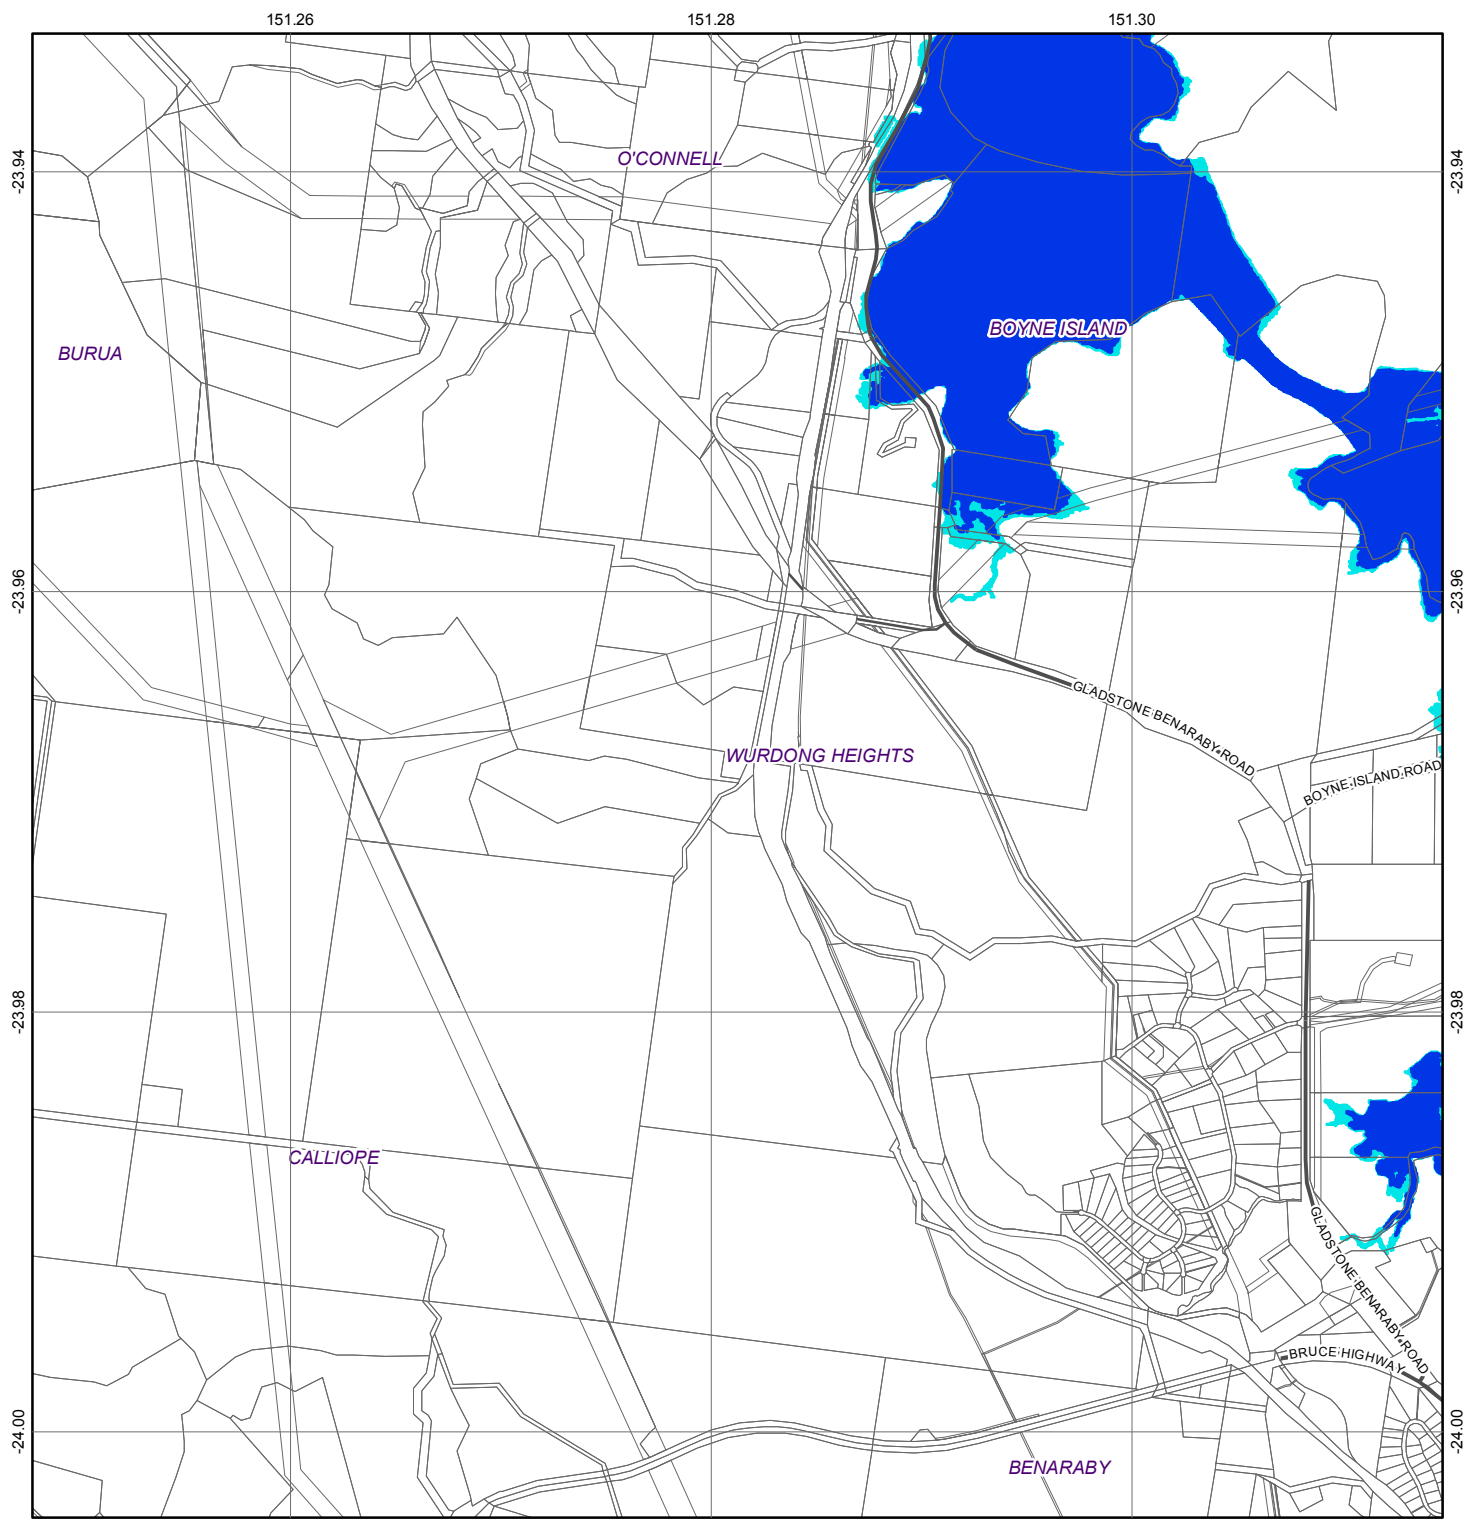 151.26
151.28
151.30
-23.94
O'CONNELL
-23.94
BOYNE ISLAND
BURUA
-23.96
-23.96
GLADSTONE BENARABY ROAD
WURDONG HEIGHTS
BOYNE ISLAND ROAD
-23.98
-23.98
CALLIOPE
GLADSTONE BENARABY ROAD
BRUCE HIGHWAY
-24.00
-24.00
BENARABY